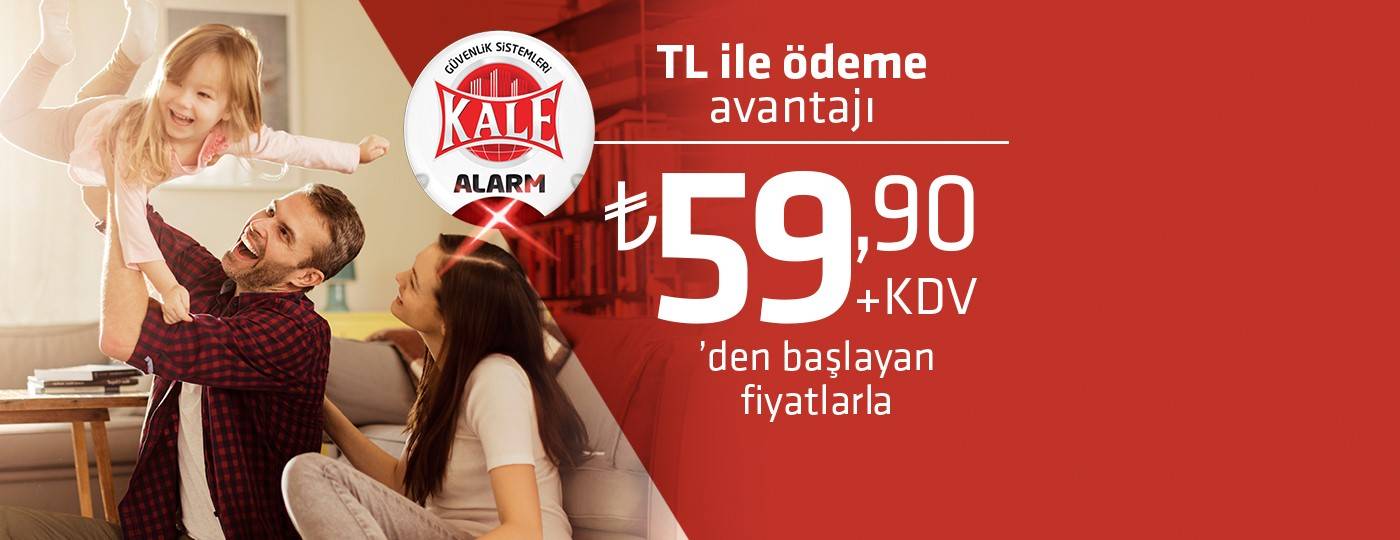 GÜVENLİK SİSTEMLERİ
KALE
ALARM
TL ile ödeme
avantajı
₺59,90
+KDV
'den başlayan
fiyatlarla